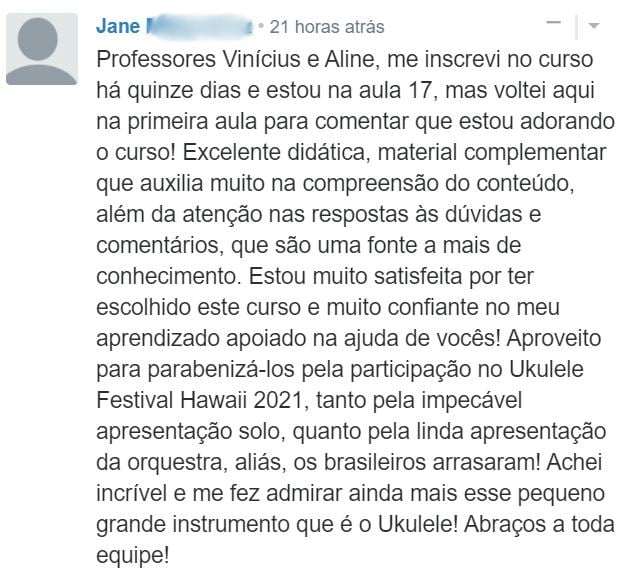 Jane • 21 horas atrás
Professores Vinícius e Aline, me inscrevi no curso
há quinze dias e estou na aula 17, mas voltei aqui
na primeira aula para comentar que estou adorando
o curso! Excelente didática, material complementar
que auxilia muito na compreensão do conteúdo,
além da atenção nas respostas às dúvidas e
comentários, que são uma fonte a mais de
conhecimento. Estou muito satisfeita por ter
escolhido este curso e muito confiante no meu
aprendizado apoiado na ajuda de vocês! Aproveito
para parabenizá-los pela participação no Ukulele
Festival Hawaii 2021, tanto pela impecável
apresentação solo, quanto pela linda apresentação
da orquestra, aliás, os brasileiros arrasaram! Achei
incrível e me fez admirar ainda mais esse pequeno
grande instrumento que é o Ukulele! Abraços a toda
equipe!